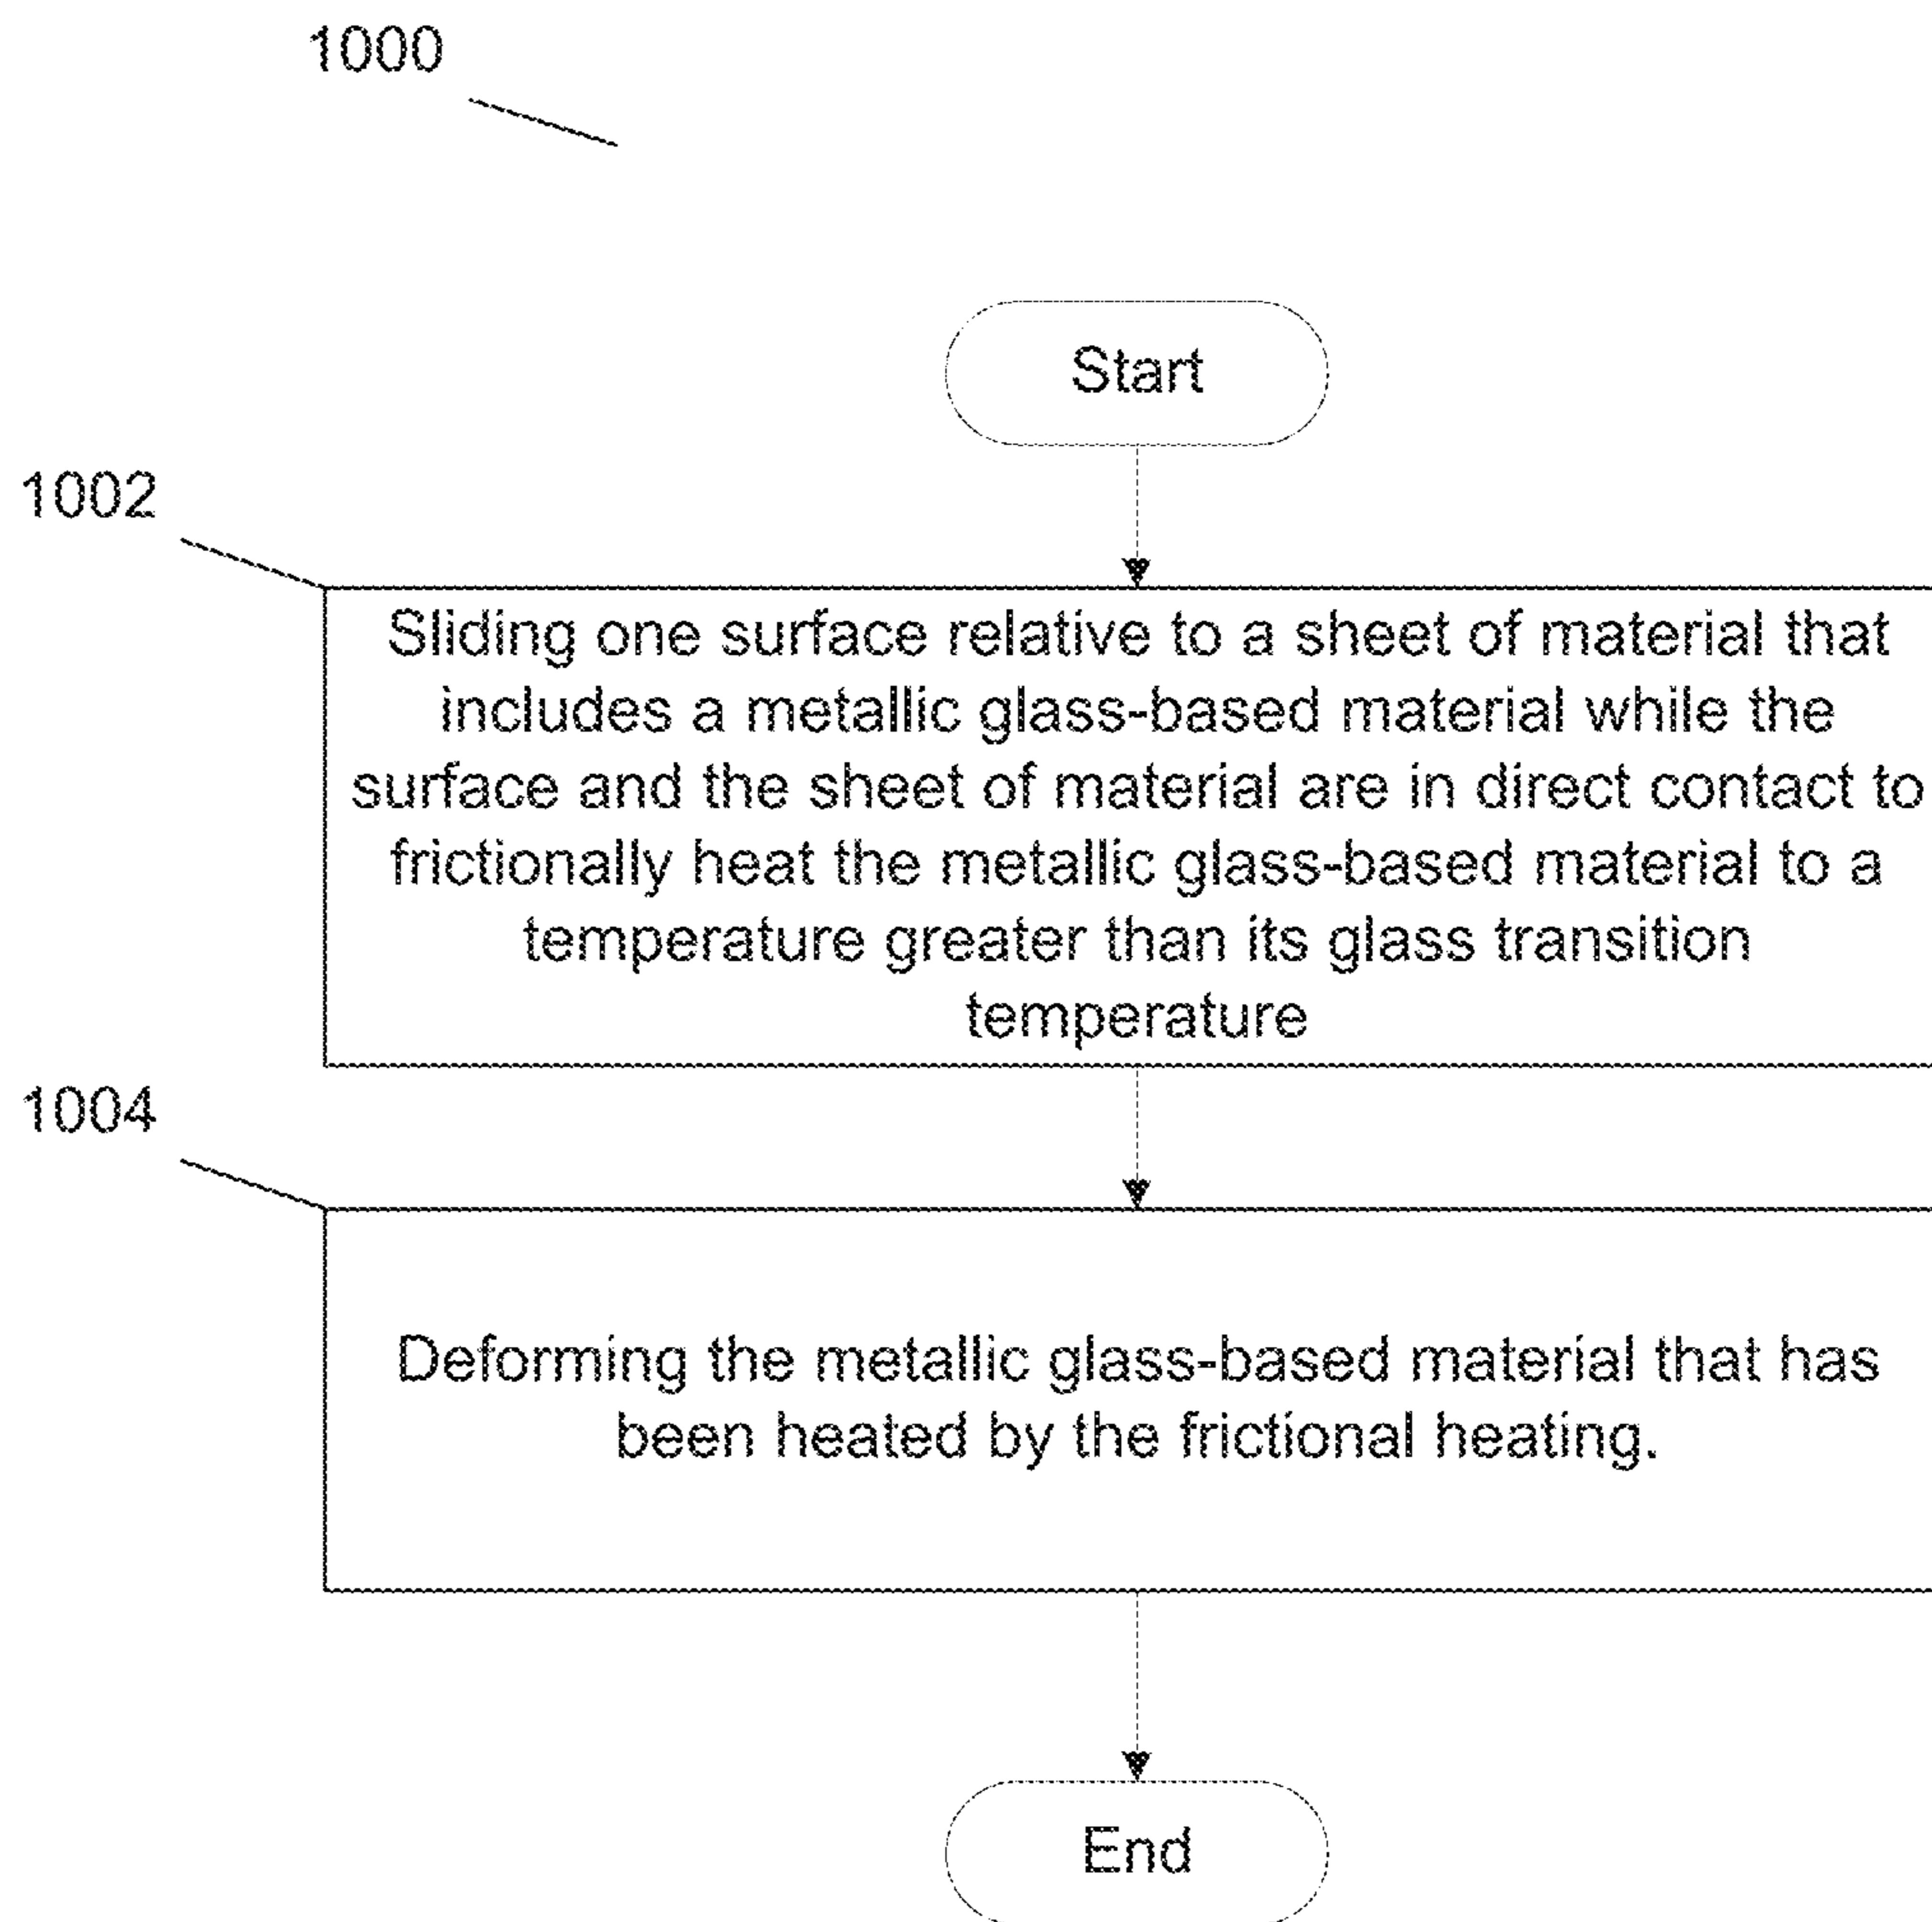 1000
Start
1002
Sliding one surface relative to a sheet of material that
includes a metallic glass-based material while the
surface and the sheet of material are in direct contact to
frictionally heat the metallic glass-based material to a
temperature greater than its glass transition
temperature
1004
Deforming the metallic glass-based material that has
been heated by the frictional heating.
End